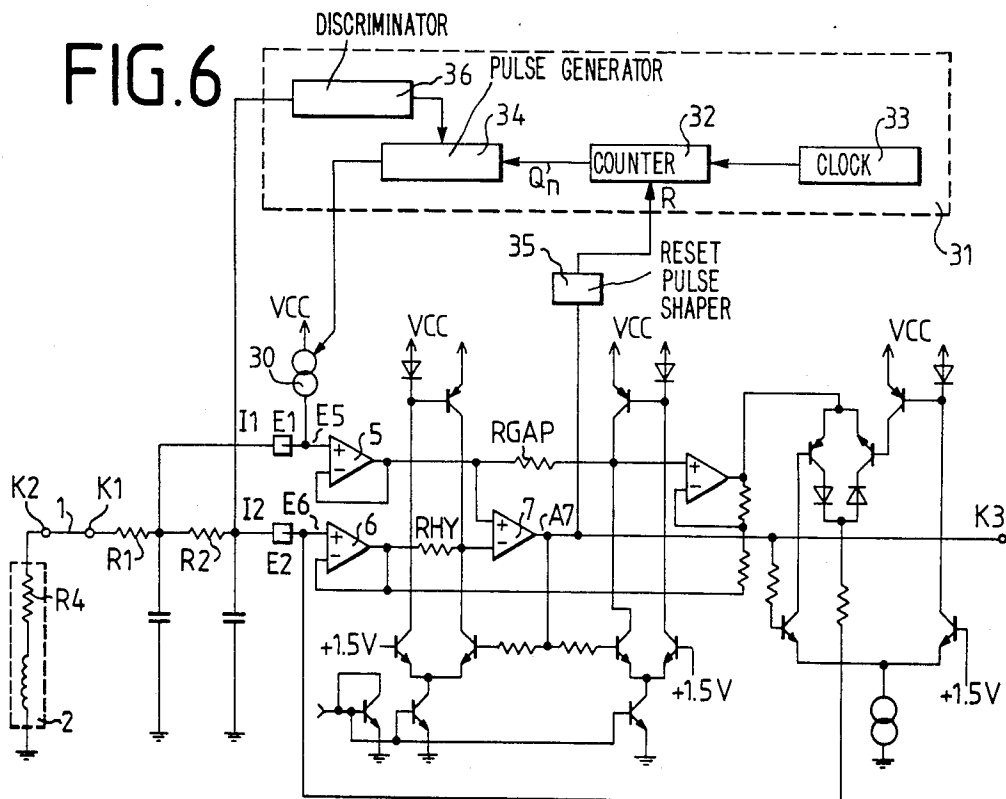 FIG.6
DISCRIMINATOR
36
PULSE GENERATOR
34
32
33
COUNTER
CLOCK
Q'n
R
31
35
RESET
PULSE
SHAPER
VCC
30
VCC
VCC
VCC
I1 E1 E5
5
RGAP
K2 1 K1
I2 E6
6
RHY
7 A7
K3
R1 R2
E2
R4
+1.5V
+1.5V
+1.5V
2
+ −
+ −
+ −
+ −